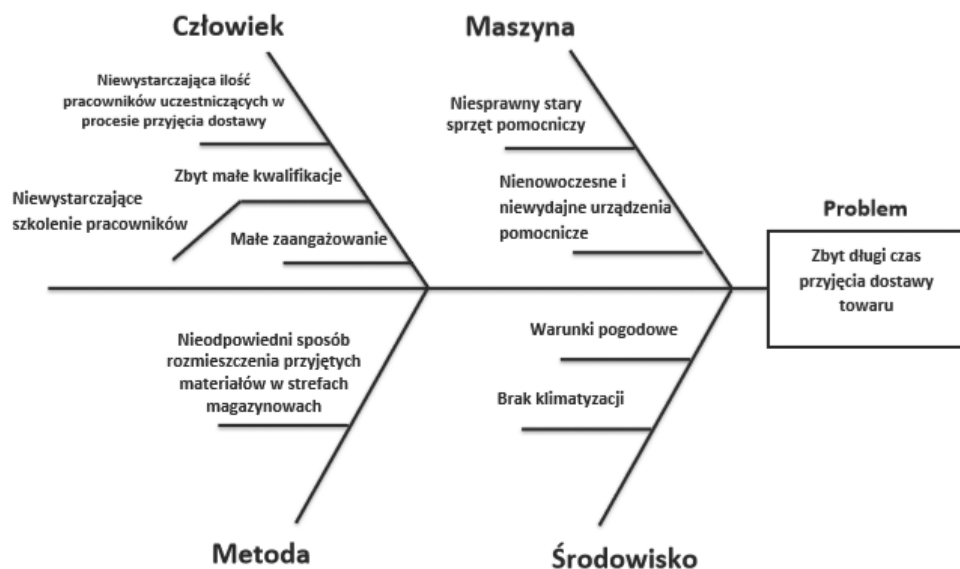 Człowiek
Maszyna
Niewystarczająca ilość
pracowników uczestniczących w
procesie przyjęcia dostawy
Niesprawny stary
sprzęt pomocniczy
Zbyt małe kwalifikacje
Niewystarczające
szkolenie pracowników
Małe zaangażowanie
Nienowoczesne i
niewydajne urządzenia
pomocnicze
Problem
Zbyt długi czas
przyjęcia dostawy
towaru
Nieodpowiedni sposób
rozmieszczenia przyjętych
materiałów w strefach
magazynowach
Warunki pogodowe
Brak klimatyzacji
Metoda
Środowisko